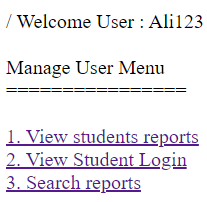 / Welcome User : Ali123
Manage User Menu
================
1. View students reports
2. View Student Login
3. Search reports